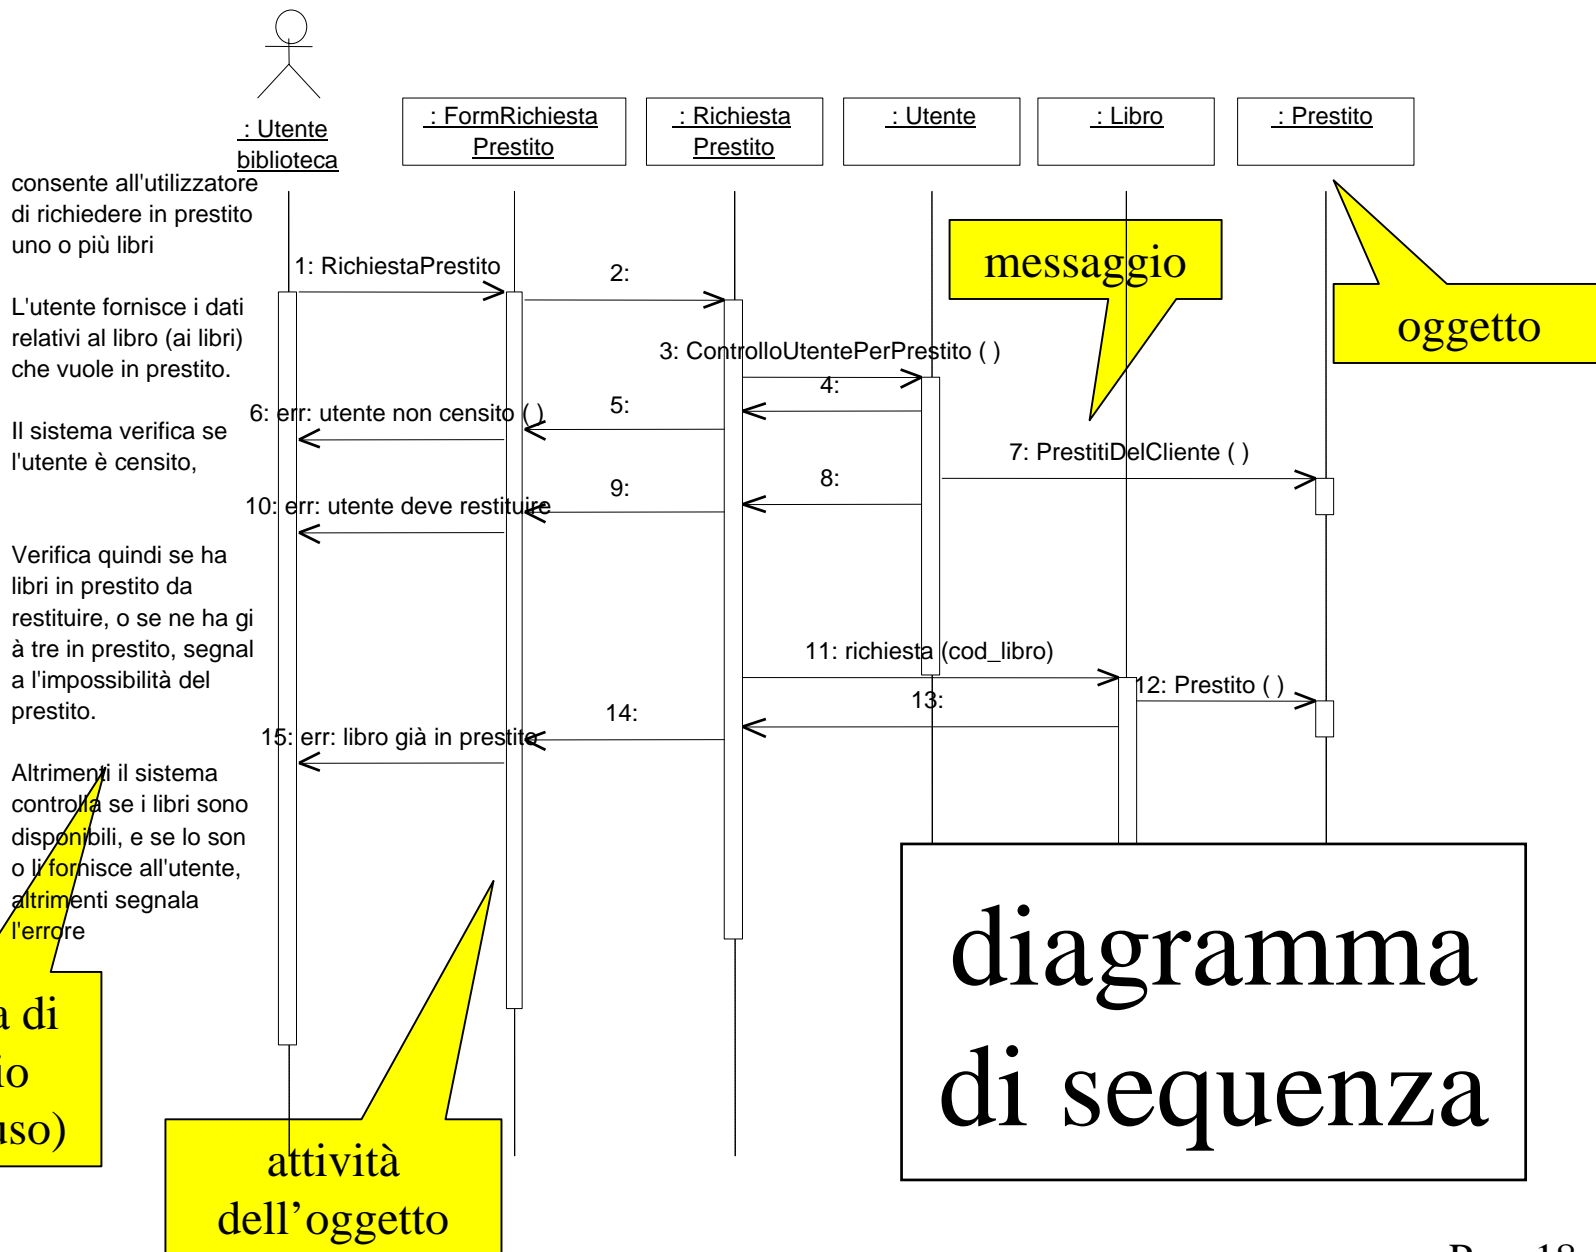 : Utente
biblioteca
: FormRichiesta
Prestito
: Richiesta
Prestito
: Utente
: Libro
: Prestito
consente all'utilizzatore
di richiedere in prestito
uno o più libri
L'utente fornisce i dati
relativi al libro (ai libri)
che vuole in prestito.
Il sistema verifica se
l'utente è censito,
Verifica quindi se ha
libri in prestito da
restituire, o se ne ha gi
à tre in prestito, segnal
a l'impossibilità del
prestito.
Altrimenti il sistema
controlla se i libri sono
disponibili, e se lo son
o li fornisce all'utente,
altrimenti segnala
l'errore
1: RichiestaPrestito
2:
3: ControlloUtentePerPrestito ( )
4:
5:
6: err: utente non censito ( )
7: PrestitiDelCliente ( )
8:
9:
10: err: utente deve restituire
11: richiesta (cod_libro)
12: Prestito ( )
13:
14:
15: err: libro già in prestito
messaggio
oggetto
a di
io
uso)
attività
dell'oggetto
diagramma
di sequenza
18